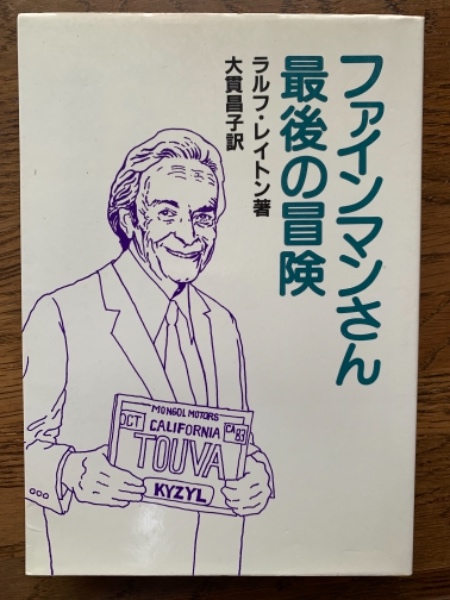 ファインマンさん
最後の冒険
ラルフ・レイトン著
大貫昌子訳
MONGOL MOTORS
OCT CALIFORNIA CA 83
TOUVA
KYZYL